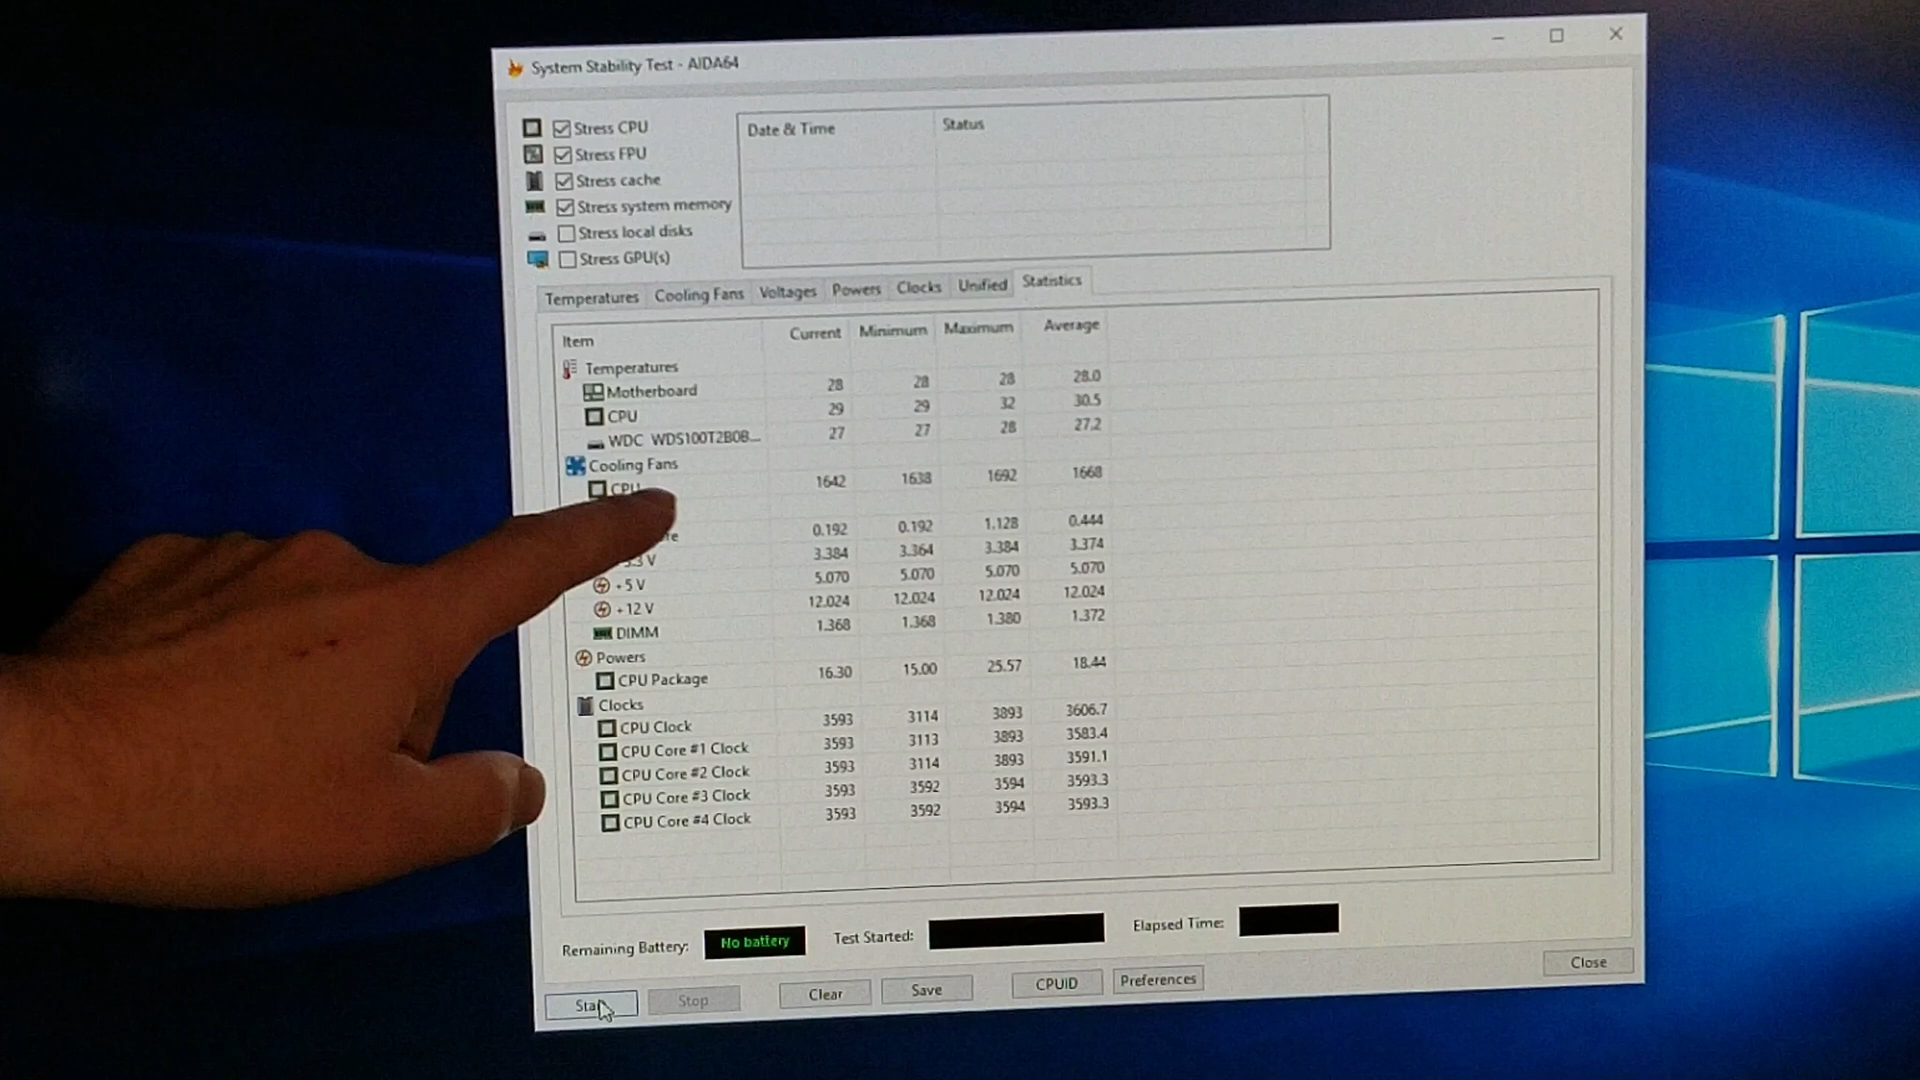 System Stability Test - AIDA64
Stress CPU
Stress FPU
Stress cache
Stress system memory
Stress local disks
Stress GPU(s)
Date & Time Status
Temperatures Cooling Fans Voltages Powers Clocks Unified Statistics
Item Current Minimum Maximum Average
Temperatures
Motherboard 28 28 28 28.0
CPU 29 29 32 30.5
WDC WDS100T2B0B... 27 27 28 27.2
Cooling Fans
CPU 1642 1638 1692 1668
re 0.192 0.192 1.128 0.444
3.3 V 3.384 3.364 3.384 3.374
+5 V 5.070 5.070 5.070 5.070
+12 V 12.024 12.024 12.024 12.024
DIMM 1.368 1.368 1.380 1.372
Powers
CPU Package 16.30 15.00 25.57 18.44
Clocks
CPU Clock 3593 3114 3893 3606.7
CPU Core #1 Clock 3593 3113 3893 3583.4
CPU Core #2 Clock 3593 3114 3893 3591.1
CPU Core #3 Clock 3593 3592 3594 3593.3
CPU Core #4 Clock 3593 3592 3594 3593.3
Remaining Battery: No battery Test Started: Elapsed Time:
Start Stop Clear Save CPUID Preferences Close